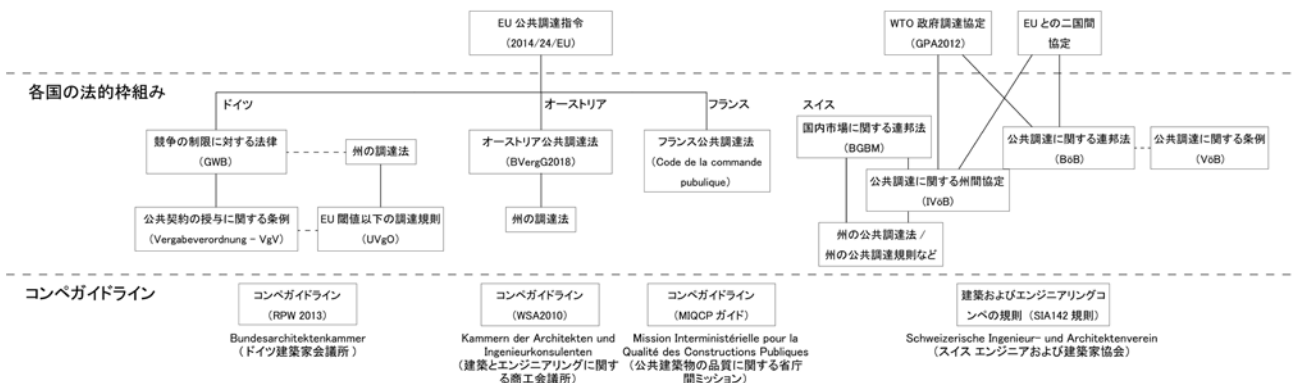 EU 公共調達指令
(2014/24/EU)
WTO 政府調達協定
(GPA2012)
EU との二国間
協定
各国の法的枠組み
ドイツ
オーストリア
フランス
スイス
競争の制限に対する法律
(GWB)
州の調達法
オーストリア公共調達法
(BVergG2018)
フランス公共調達法
(Code de la commande
pubulique)
国内市場に関する連邦法
(BGBM)
公共調達に関する連邦法
(BöB)
公共調達に関する条例
(VöB)
公共調達に関する州間協定
(IVöB)
公共契約の授与に関する条例
(Vergabeverordnung - VgV)
EU 閾値以下の調達規則
(UVgO)
州の調達法
州の公共調達法 /
州の公共調達規則など
コンペガイドライン
コンペガイドライン
(RPW 2013)
Bundesarchitektenkammer
(ドイツ建築家会議所)
コンペガイドライン
(WSA2010)
Kammern der Architekten und
Ingenieurkonsulenten
(建築とエンジニアリングに関す
る商工会議所)
コンペガイドライン
(MIQCP ガイド)
Mission Interministérielle pour la
Qualité des Constructions Publiques
(公共建築物の品質に関する省庁
間ミッション)
建築およびエンジニアリングコ
ンペの規則 (SIA142 規則)
Schweizerische Ingenieur- und Architektenverein
(スイス エンジニアおよび建築家協会)